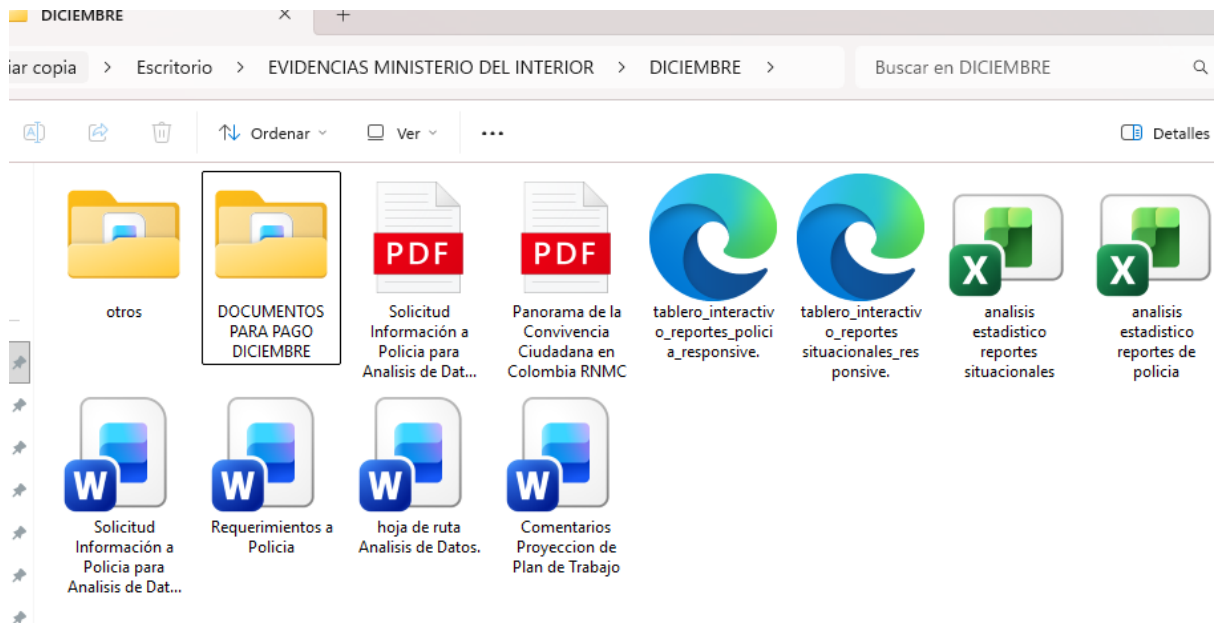 DICIEMBRE
iar copia > Escritorio > EVIDENCIAS MINISTERIO DEL INTERIOR > DICIEMBRE > Buscar en DICIEMBRE
A Ordenar Ver ... Detalles
PDF PDF X X
otros
DOCUMENTOS
PARA PAGO
DICIEMBRE
Solicitud
Información a
Policia para
Analisis de Dat...
Panorama de la
Convivencia
Ciudadana en
Colombia RNMC
tablero_interactiv
o_reportes_polici
a_responsive.
tablero_interactiv
o_reportes
situacionales_res
ponsive.
analisis
estadistico
reportes
situacionales
analisis
estadistico
reportes de
policia
W W W W
Solicitud
Información a
Policia para
Analisis de Dat...
Requerimientos a
Policia
hoja de ruta
Analisis de Datos.
Comentarios
Proyeccion de
Plan de Trabajo